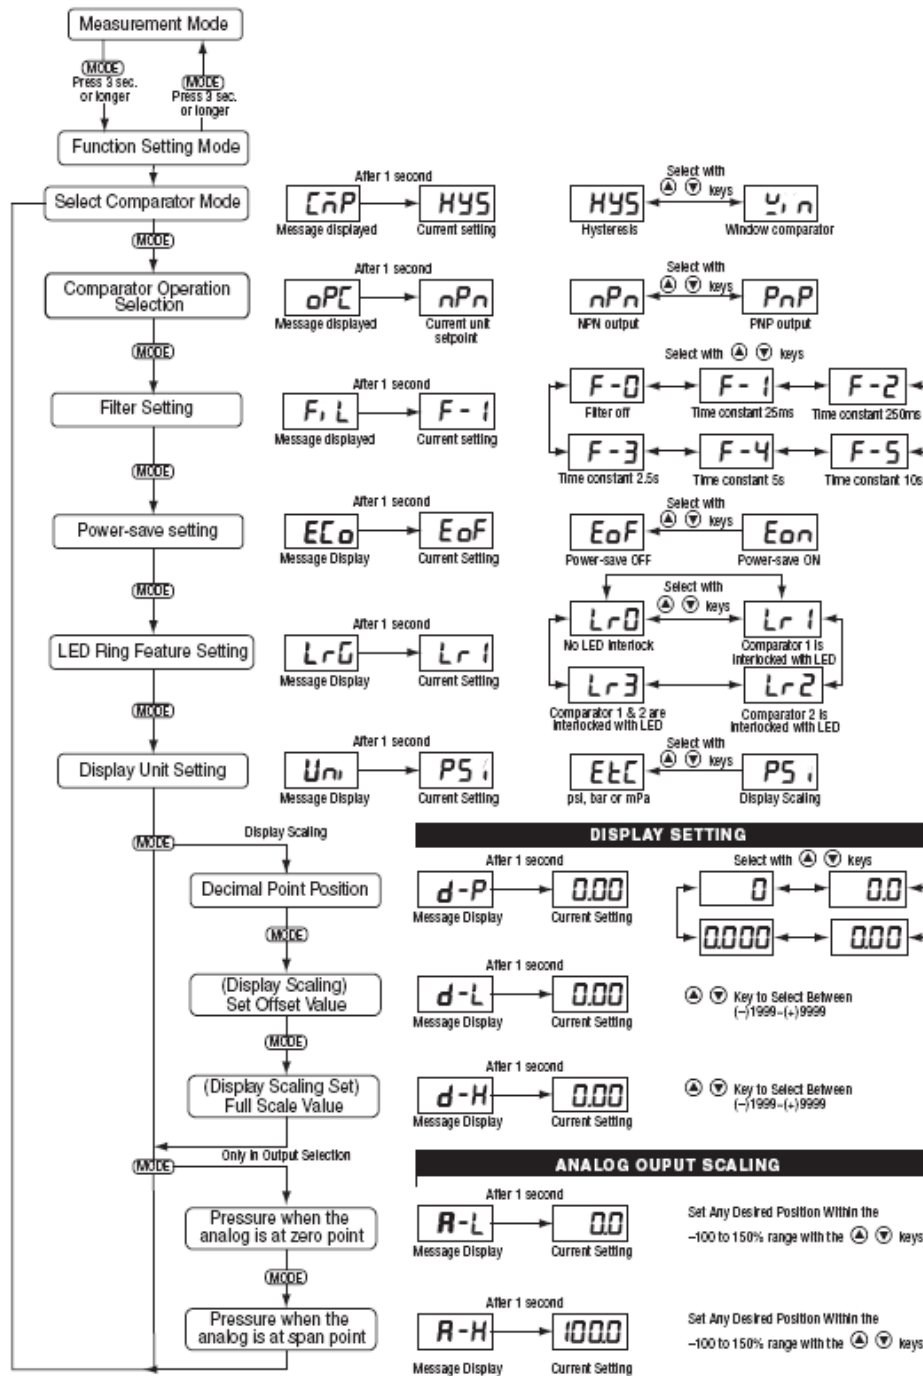 Measurement Mode
MODE
Press 3 sec.
or longer
MODE
Press 3 sec.
or longer
Function Setting Mode
Select Comparator Mode
After 1 second
CMP
HYS
Message displayed
Current setting
Select with
keys
HYS
Win
Hysteresis
Window comparator
MODE
Comparator Operation
Selection
After 1 second
oPC
nPn
Message displayed
Current unit
setpoint
Select with
keys
nPn
PnP
NPN output
PNP output
MODE
Filter Setting
After 1 second
FiL
F-1
Message displayed
Current setting
Select with keys
F-0
F-1
F-2
Filter off
Time constant 25ms
Time constant 250ms
F-3
F-4
F-5
Time constant 2.5s
Time constant 5s
Time constant 10s
MODE
Power-save setting
After 1 second
ECo
EoF
Message Display
Current Setting
Select with
keys
EoF
Eon
Power-save OFF
Power-save ON
MODE
LED Ring Feature Setting
After 1 second
LrG
Lr1
Message Display
Current Setting
Select with
keys
Lr0
Lr1
No LED Interlock
Comparator 1 is
Interlocked with LED
Lr3
Lr2
Comparator 1 & 2 are
Interlocked with LED
Comparator 2 is
Interlocked with LED
MODE
Display Unit Setting
After 1 second
Uni
PSi
Message Display
Current Setting
Select with
keys
EtC
PSi
psi, bar or mPa
Display Scaling
MODE
Display Scaling
DISPLAY SETTING
Decimal Point Position
After 1 second
d-P
0.00
Message Display
Current Setting
Select with keys
0
0.0
0.000
0.00
MODE
(Display Scaling)
Set Offset Value
After 1 second
d-L
0.00
Message Display
Current Setting
Key to Select Between
(–)1999–(+)9999
MODE
(Display Scaling Set)
Full Scale Value
After 1 second
d-H
0.00
Message Display
Current Setting
Key to Select Between
(–)1999–(+)9999
Only in Output Selection
MODE
ANALOG OUPUT SCALING
Pressure when the
analog is at zero point
After 1 second
A-L
0.0
Message Display
Current Setting
Set Any Desired Position Within the
–100 to 150% range with the keys
MODE
Pressure when the
analog is at span point
After 1 second
A-H
100.0
Message Display
Current Setting
Set Any Desired Position Within the
–100 to 150% range with the keys